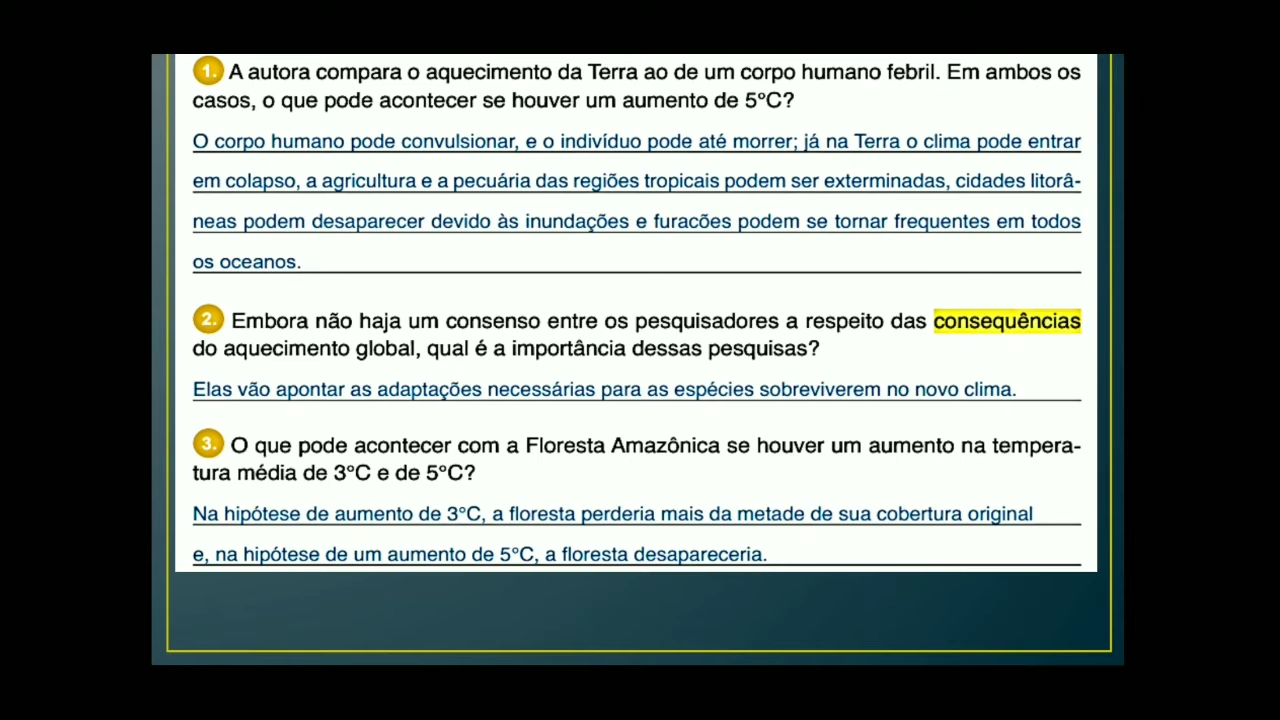 1. A autora compara o aquecimento da Terra ao de um corpo humano febril. Em ambos os
casos, o que pode acontecer se houver um aumento de 5°C?
O corpo humano pode convulsionar, e o indivíduo pode até morrer; já na Terra o clima pode entrar
em colapso, a agricultura e a pecuária das regiões tropicais podem ser exterminadas, cidades litorâ-
neas podem desaparecer devido às inundações e furacões podem se tornar frequentes em todos
os oceanos.
2. Embora não haja um consenso entre os pesquisadores a respeito das consequências
do aquecimento global, qual é a importância dessas pesquisas?
Elas vão apontar as adaptações necessárias para as espécies sobreviverem no novo clima.
3. O que pode acontecer com a Floresta Amazônica se houver um aumento na tempera-
tura média de 3°C e de 5°C?
Na hipótese de aumento de 3°C, a floresta perderia mais da metade de sua cobertura original
e, na hipótese de um aumento de 5°C, a floresta desapareceria.